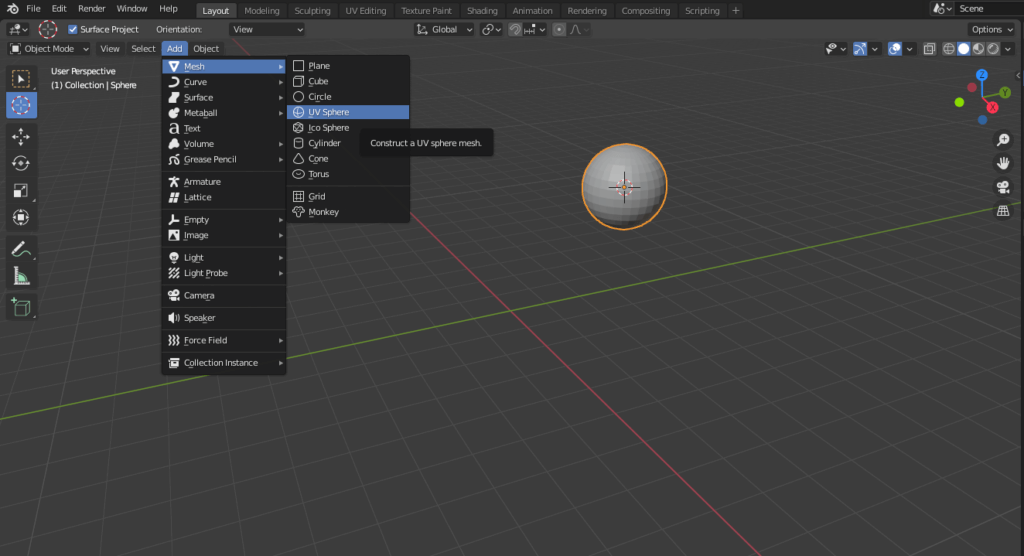 File Edit Render Window Help Layout Modeling Sculpting UV Editing Texture Paint Shading Animation Rendering Compositing Scripting + Scene
Surface Project Orientation: View Global Options
Object Mode View Select Add Object
User Perspective
(1) Collection | Sphere
Mesh
Curve
Surface
Metaball
Text
Volume
Grease Pencil
Armature
Lattice
Empty
Image
Light
Light Probe
Camera
Speaker
Force Field
Collection Instance
Plane
Cube
Circle
UV Sphere
Ico Sphere
Cylinder
Cone
Torus
Grid
Monkey
Construct a UV sphere mesh.
Z
Y
X